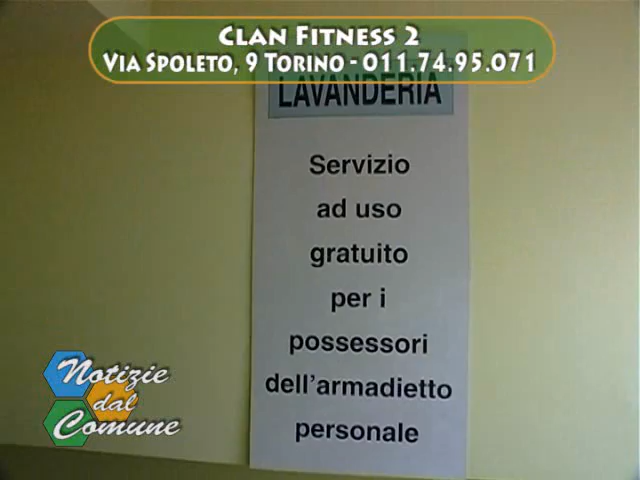 Clan Fitness 2
Via Spoleto, 9 Torino - 011.74.95.071
LAVANDERIA
Servizio
ad uso
gratuito
per i
possessori
dell'armadietto
personale
Notizie
dal
Comune